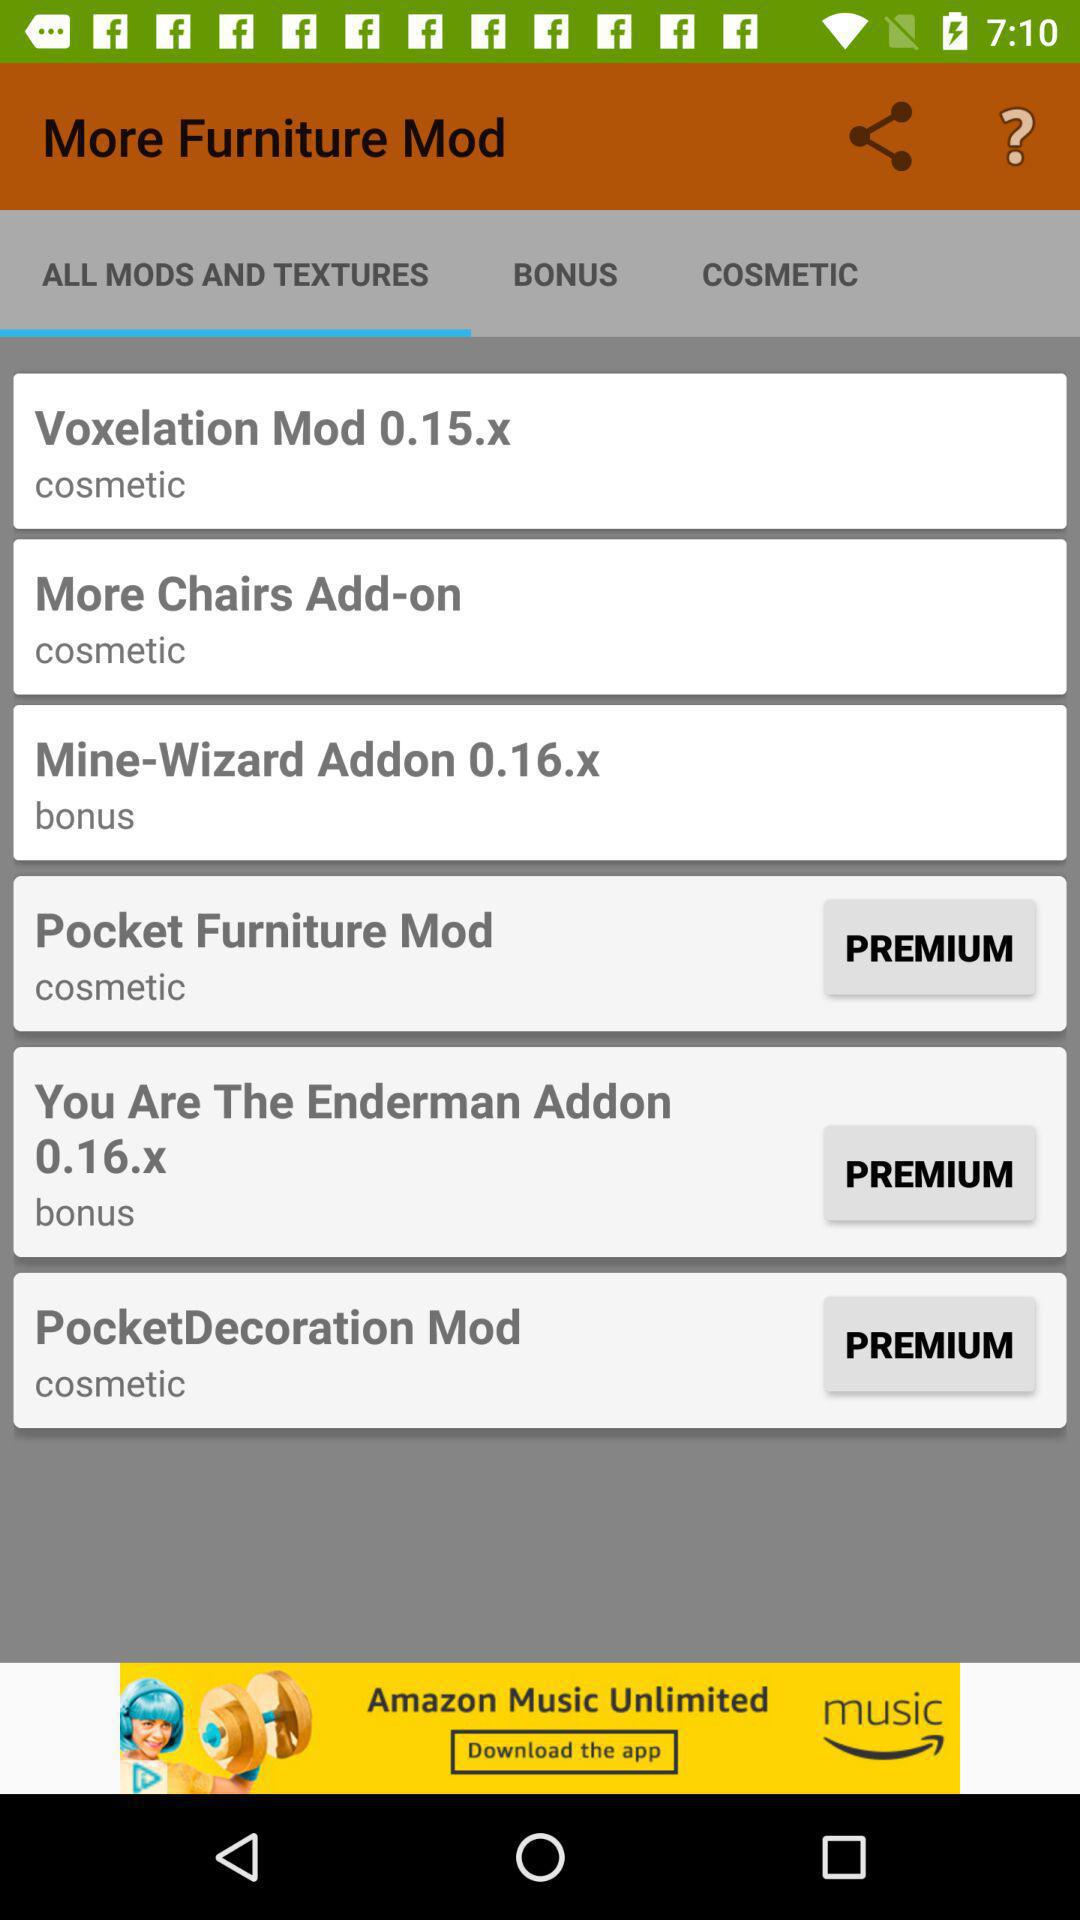 7:10
More Furniture Mod
ALL MODS AND TEXTURES
BONUS
COSMETIC
Voxelation Mod 0.15.x
cosmetic
More Chairs Add-on
cosmetic
Mine-Wizard Addon 0.16.x
bonus
Pocket Furniture Mod
cosmetic
PREMIUM
You Are The Enderman Addon
0.16.x
bonus
PREMIUM
PocketDecoration Mod
cosmetic
PREMIUM
Amazon Music Unlimited
Download the app
music